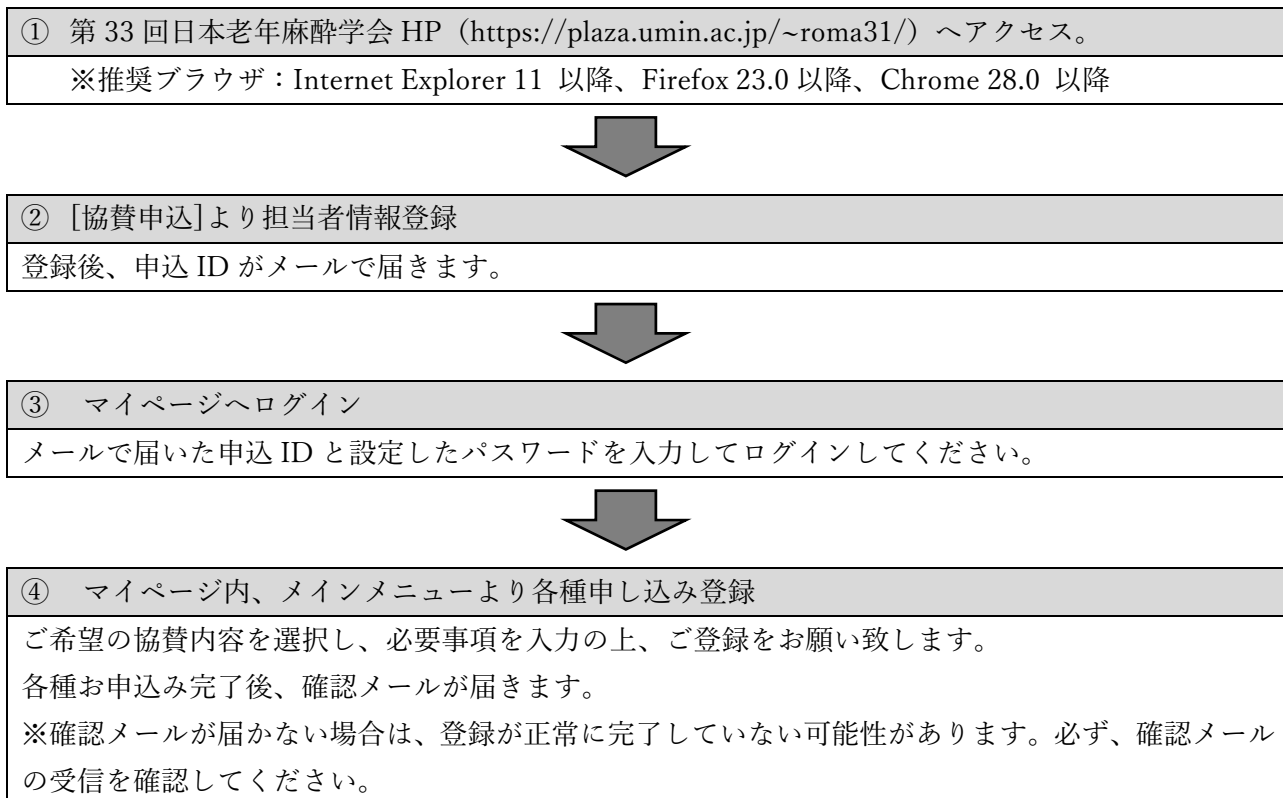 ① 第 33 回日本老年麻酔学会 HP（https://plaza.umin.ac.jp/~roma31/）へアクセス。
※推奨ブラウザ：Internet Explorer 11 以降、Firefox 23.0 以降、Chrome 28.0 以降
② [協賛申込]より担当者情報登録
登録後、申込 ID がメールで届きます。
③ マイページへログイン
メールで届いた申込 ID と設定したパスワードを入力してログインしてください。
④ マイページ内、メインメニューより各種申し込み登録
ご希望の協賛内容を選択し、必要事項を入力の上、ご登録をお願い致します。
各種お申込み完了後、確認メールが届きます。
※確認メールが届かない場合は、登録が正常に完了していない可能性があります。必ず、確認メール
の受信を確認してください。